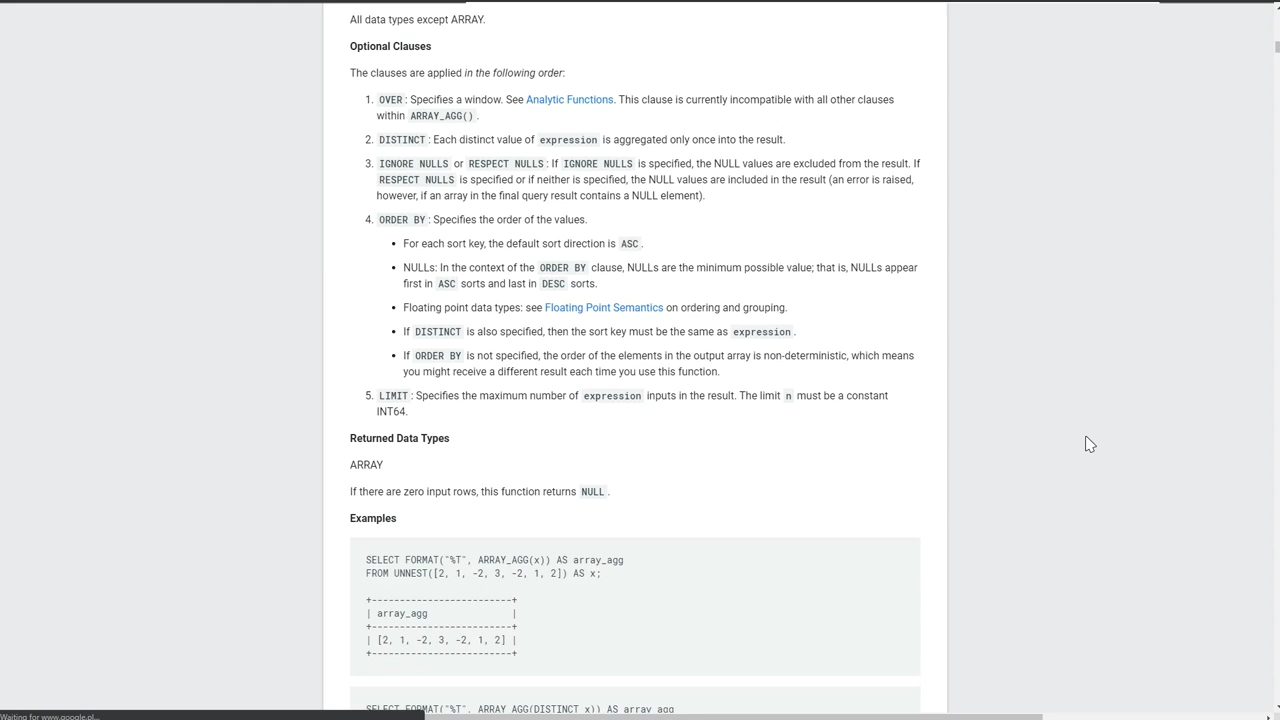 All data types except ARRAY.
Optional Clauses
The clauses are applied in the following order:
1. OVER: Specifies a window. See Analytic Functions. This clause is currently incompatible with all other clauses
within ARRAY_AGG().
2. DISTINCT: Each distinct value of expression is aggregated only once into the result.
3. IGNORE NULLS or RESPECT NULLS: If IGNORE NULLS is specified, the NULL values are excluded from the result. If
RESPECT NULLS is specified or if neither is specified, the NULL values are included in the result (an error is raised,
however, if an array in the final query result contains a NULL element).
4. ORDER BY: Specifies the order of the values.
• For each sort key, the default sort direction is ASC.
• NULLs: In the context of the ORDER BY clause, NULLs are the minimum possible value; that is, NULLs appear
first in ASC sorts and last in DESC sorts.
• Floating point data types: see Floating Point Semantics on ordering and grouping.
• If DISTINCT is also specified, then the sort key must be the same as expression.
• If ORDER BY is not specified, the order of the elements in the output array is non-deterministic, which means
you might receive a different result each time you use this function.
5. LIMIT: Specifies the maximum number of expression inputs in the result. The limit n must be a constant
INT64.
Returned Data Types
ARRAY
If there are zero input rows, this function returns NULL.
Examples
SELECT FORMAT("%T", ARRAY_AGG(x)) AS array_agg
FROM UNNEST([2, 1, -2, 3, -2, 1, 2]) AS x;
+-------------------------+
| array_agg               |
+-------------------------+
| [2, 1, -2, 3, -2, 1, 2] |
+-------------------------+
SELECT FORMAT("%T", ARRAY_AGG(DISTINCT x)) AS array_agg
Waiting for www.google.pl...